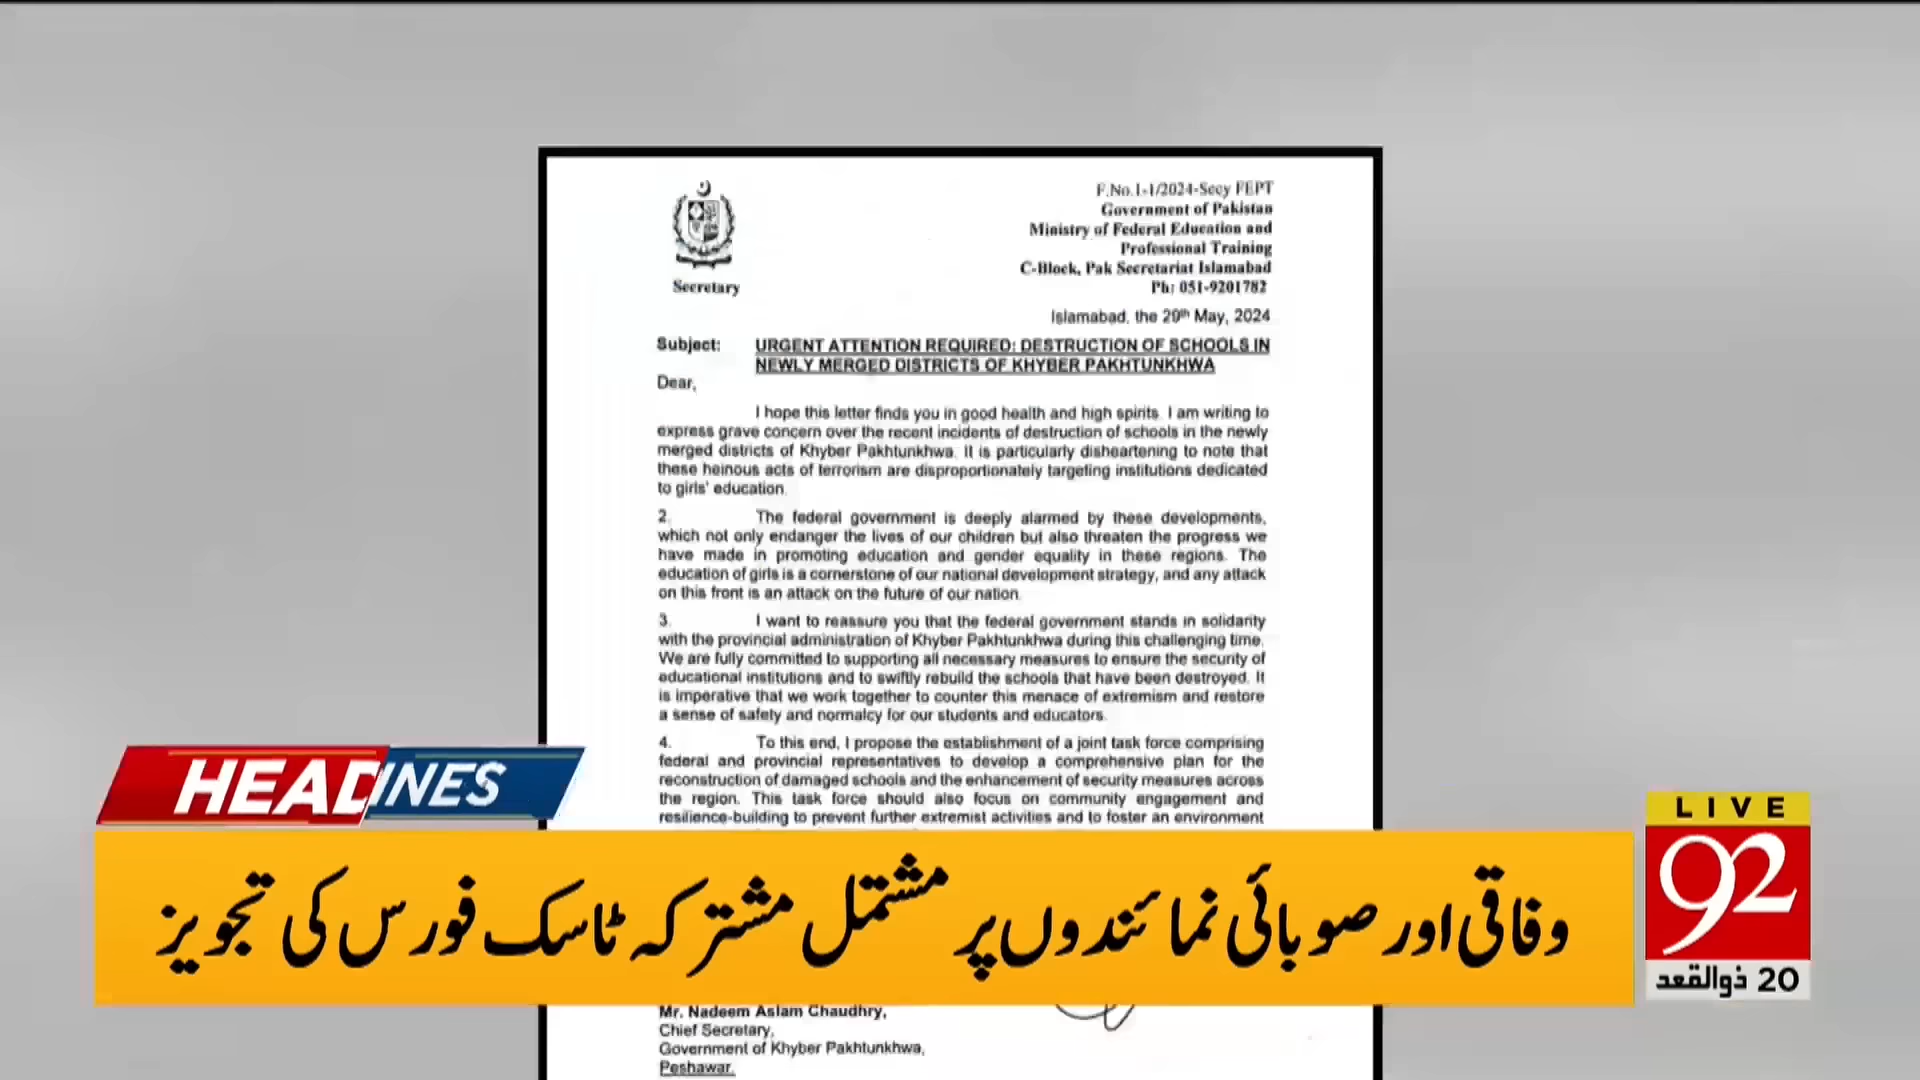 F.No.1-1/2024-Secy FEPT
Government of Pakistan
Ministry of Federal Education and
Professional Training
C-Block, Pak Secretariat Islamabad
Ph: 051-9201782
Secretary
Islamabad, the 29th May, 2024
Subject: URGENT ATTENTION REQUIRED: DESTRUCTION OF SCHOOLS IN
NEWLY MERGED DISTRICTS OF KHYBER PAKHTUNKHWA
Dear,
I hope this letter finds you in good health and high spirits. I am writing to
express grave concern over the recent incidents of destruction of schools in the newly
merged districts of Khyber Pakhtunkhwa. It is particularly disheartening to note that
these heinous acts of terrorism are disproportionately targeting institutions dedicated
to girls' education.
2. The federal government is deeply alarmed by these developments,
which not only endanger the lives of our children but also threaten the progress we
have made in promoting education and gender equality in these regions. The
education of girls is a cornerstone of our national development strategy, and any attack
on this front is an attack on the future of our nation.
3. I want to reassure you that the federal government stands in solidarity
with the provincial administration of Khyber Pakhtunkhwa during this challenging time.
We are fully committed to supporting all necessary measures to ensure the security of
educational institutions and to swiftly rebuild the schools that have been destroyed. It
is imperative that we work together to counter this menace of extremism and restore
a sense of safety and normalcy for our students and educators.
4. To this end, I propose the establishment of a joint task force comprising
federal and provincial representatives to develop a comprehensive plan for the
reconstruction of damaged schools and the enhancement of security measures across
the region. This task force should also focus on community engagement and
resilience-building to prevent further extremist activities and to foster an environment
HEADLINES
وفاقی اور صوبائی نمائندوں پر مشتمل مشترکہ ٹاسک فورس کی تجویز
LIVE
92
20 ذوالقعد
Mr. Nadeem Aslam Chaudhry,
Chief Secretary,
Government of Khyber Pakhtunkhwa,
Peshawar.